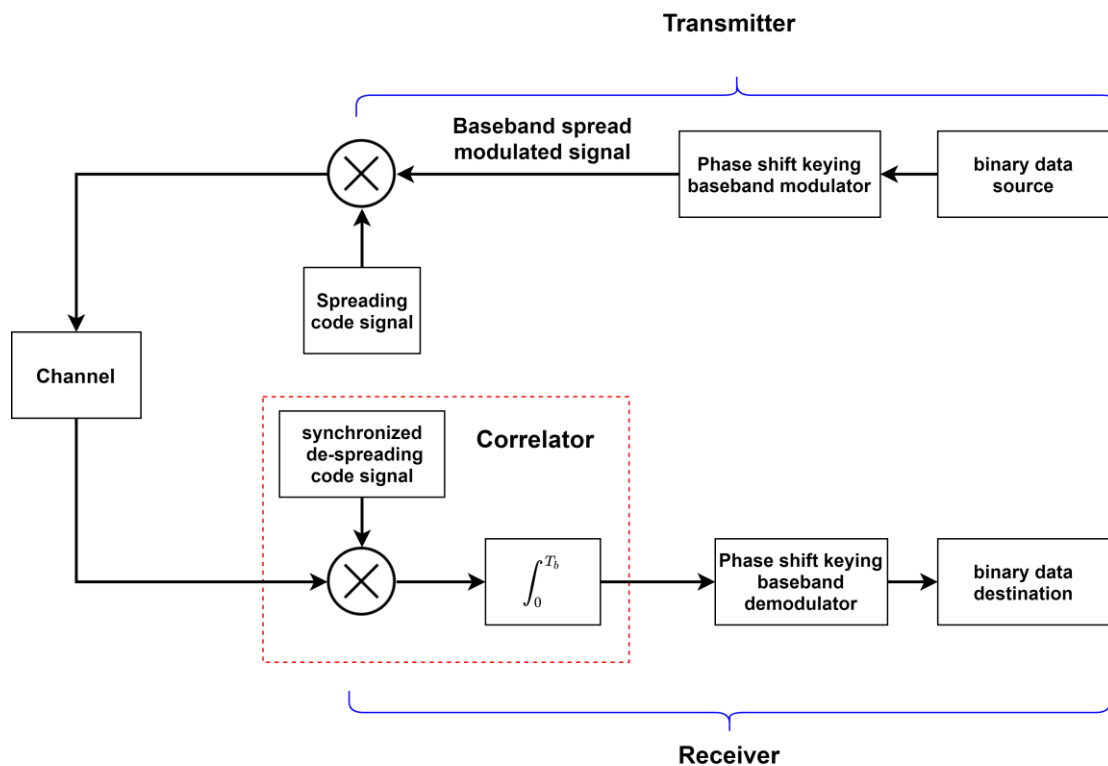 Transmitter
Baseband spread
modulated signal
Phase shift keying
baseband modulator
binary data
source
Spreading
code signal
Channel
synchronized
de-spreading
code signal
Correlator
∫₀^{T_b}
Phase shift keying
baseband
demodulator
binary data
destination
Receiver